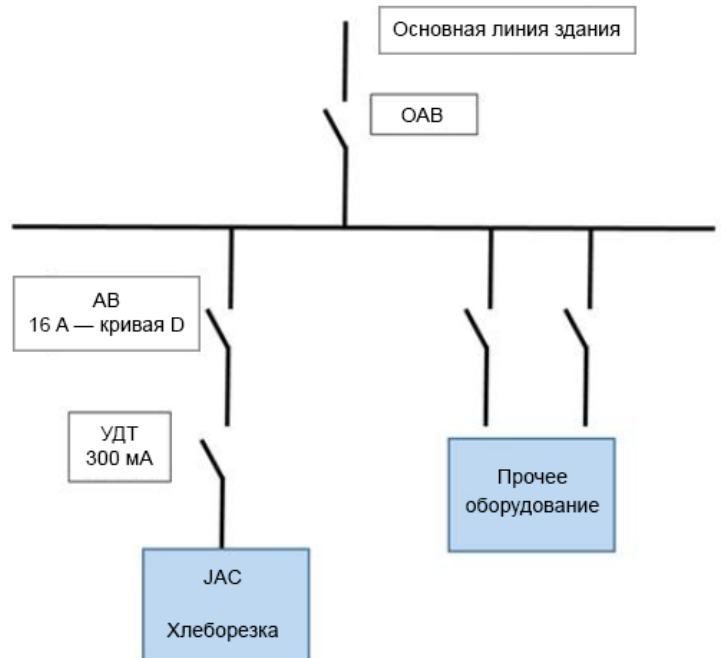 Основная линия здания
ОАВ
АВ
16 А — кривая D
УДТ
300 мА
Прочее
оборудование
JAC
Хлеборезка